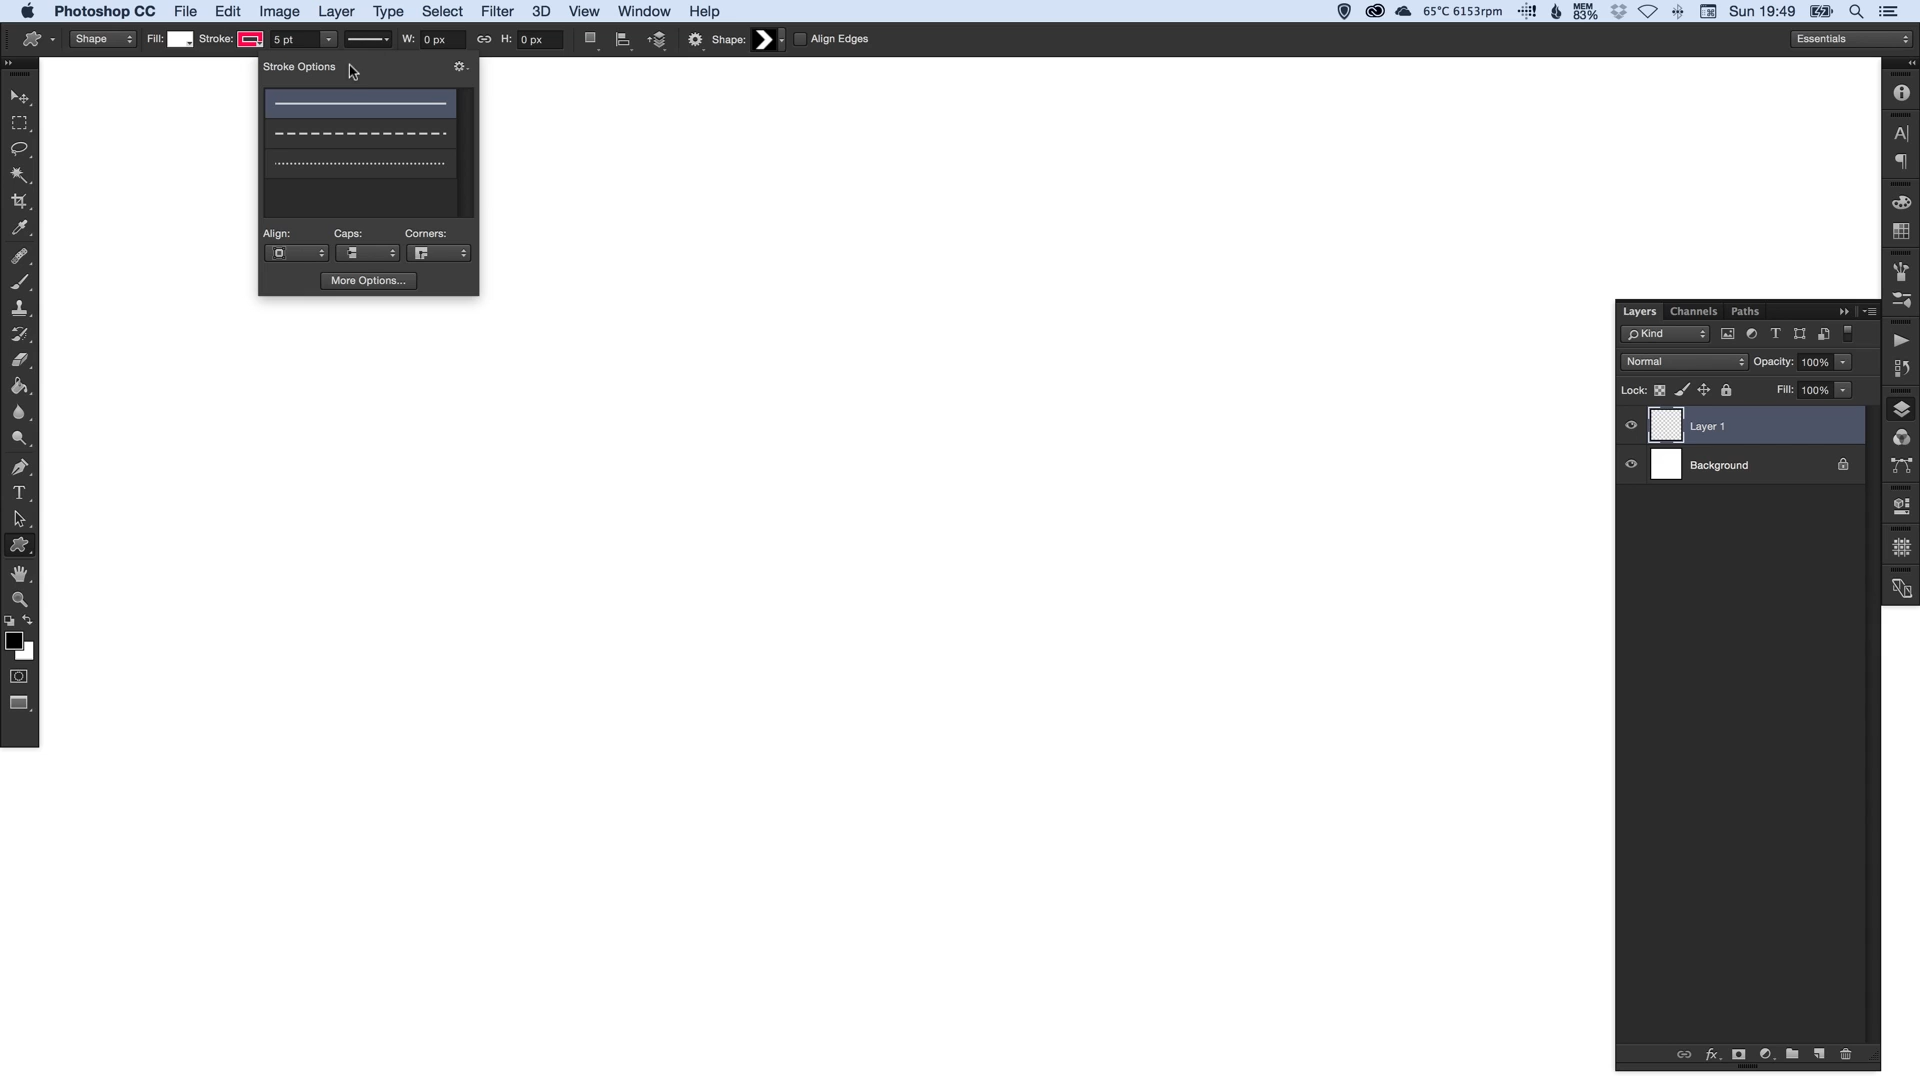 Photoshop CC File Edit Image Layer Type Select Filter 3D View Window Help 65°C 6153rpm MEM 83% Sun 19:49
Shape Fill: Stroke: 5 pt W: 0 px H: 0 px Shape: Align Edges Essentials
Stroke Options
Align: Caps: Corners:
More Options...
Layers Channels Paths
Kind
Normal Opacity: 100%
Lock: Fill: 100%
Layer 1
Background